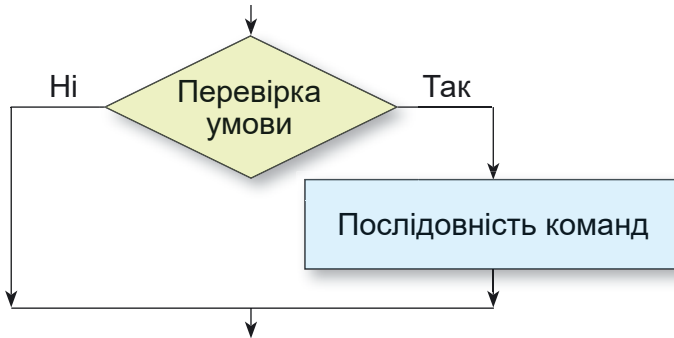 Ні
Перевірка
умови
Так
Послідовність команд